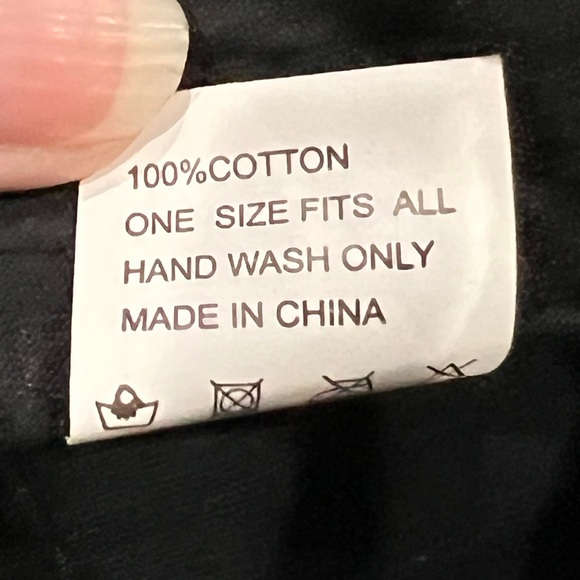 100%COTTON
ONE SIZE FITS ALL
HAND WASH ONLY
MADE IN CHINA